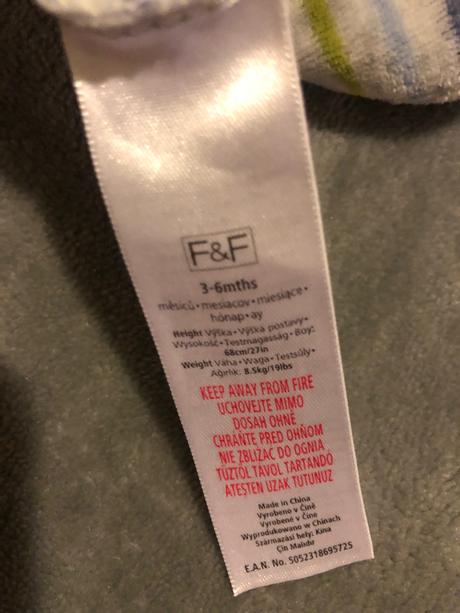 F&F
3-6mths
měsíců • mesiacov • miesiące •
hónap • ay
Height Výška • Výška postavy •
Wysokość • Testmagasság • Boy:
68cm/27in
Weight Váha • Waga • Testsúly •
Ağırlık: 8.5kg/19lbs
KEEP AWAY FROM FIRE
UCHOVEJTE MIMO
DOSAH OHNĚ
CHRÁŇTE PRED OHŇOM
NIE ZBLIŻAĆ DO OGNIA
TŰZTŐL TÁVOL TARTANDÓ
ATEŞTEN UZAK TUTUNUZ
Made in China
Vyrobeno v Číně
Vyrobené v Číne
Wyprodukowano w Chinach
Származási hely: Kína
Çin Malıdır
E.A.N. No. 5052318695725